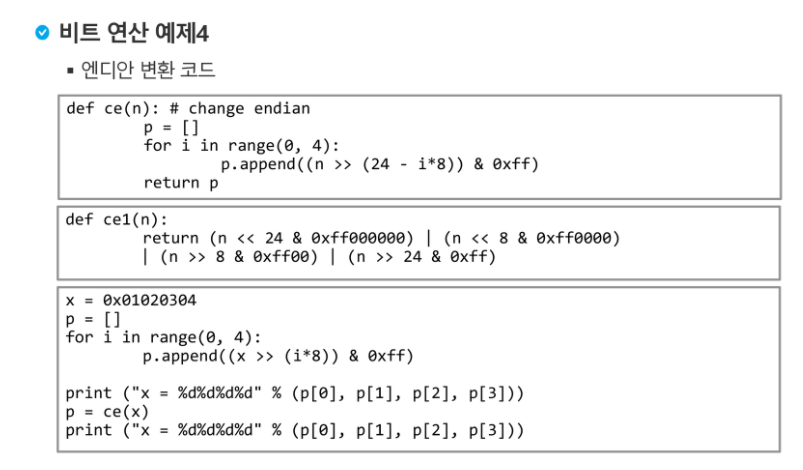 비트 연산 예제4
▪ 엔디안 변환 코드
def ce(n): # change endian
        p = []
        for i in range(0, 4):
                p.append((n >> (24 - i*8)) & 0xff)
        return p
def ce1(n):
        return (n << 24 & 0xff000000) | (n << 8 & 0xff0000)
        | (n >> 8 & 0xff00) | (n >> 24 & 0xff)
x = 0x01020304
p = []
for i in range(0, 4):
        p.append((x >> (i*8)) & 0xff)
print ("x = %d%d%d%d" % (p[0], p[1], p[2], p[3]))
p = ce(x)
print ("x = %d%d%d%d" % (p[0], p[1], p[2], p[3]))